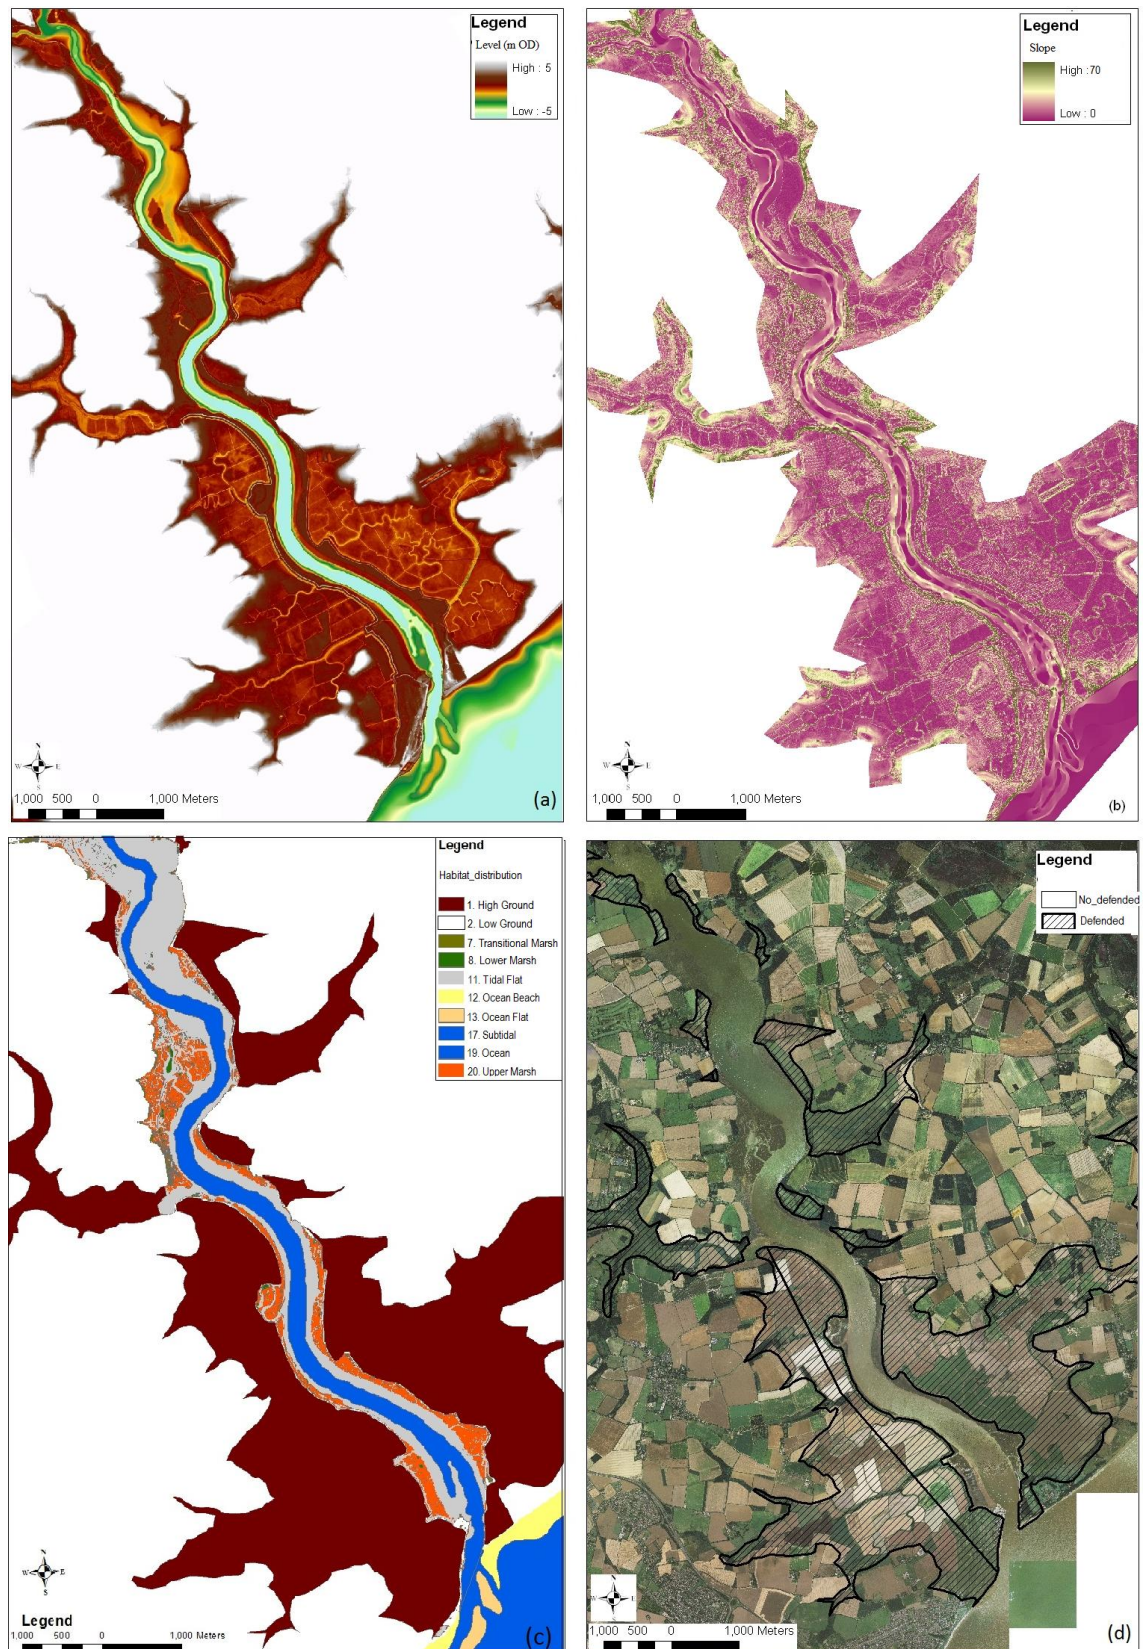 Legend
Level (m OD)
High : 5
Low : -5
N
W E
S
1,000 500 0 1,000 Meters
(a)
Legend
Slope
High :70
Low : 0
N
W E
S
1,000 500 0 1,000 Meters
(b)
Legend
Habitat_distribution
1. High Ground
2. Low Ground
7. Transitional Marsh
8. Lower Marsh
11. Tidal Flat
12. Ocean Beach
13. Ocean Flat
17. Subtidal
19. Ocean
20. Upper Marsh
N
W E
S
Legend
1,000 500 0 1,000 Meters
(c)
Legend
No_defended
Defended
N
W E
S
1,000 500 0 1,000 Meters
(d)